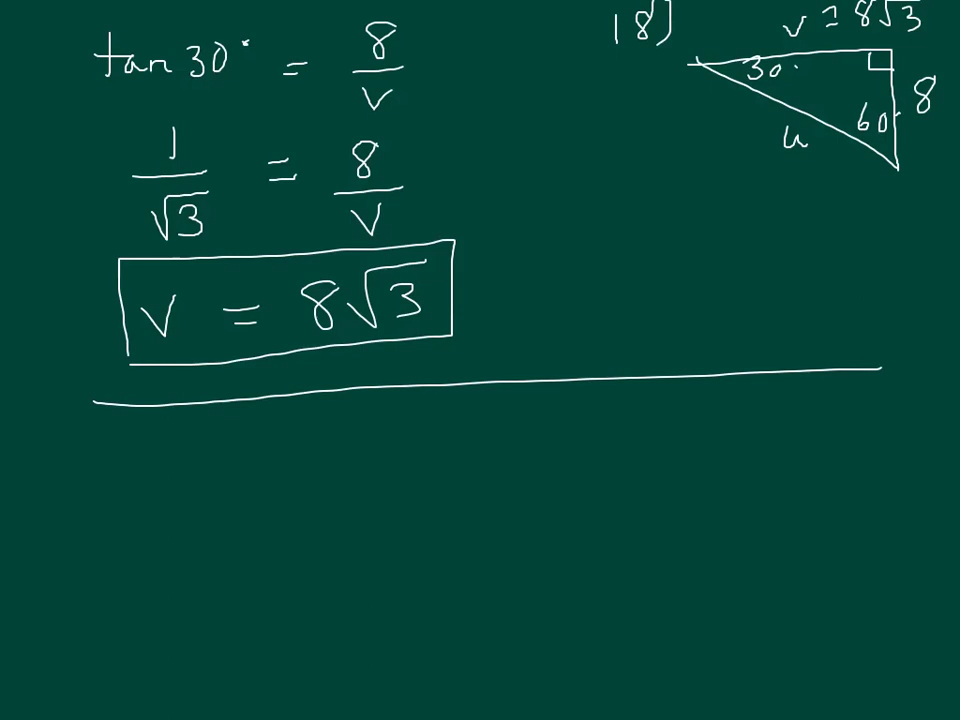 tan 30° = 8/v
1/√3 = 8/v
v = 8√3
18)
v = 8√3
30°
8
60°
u